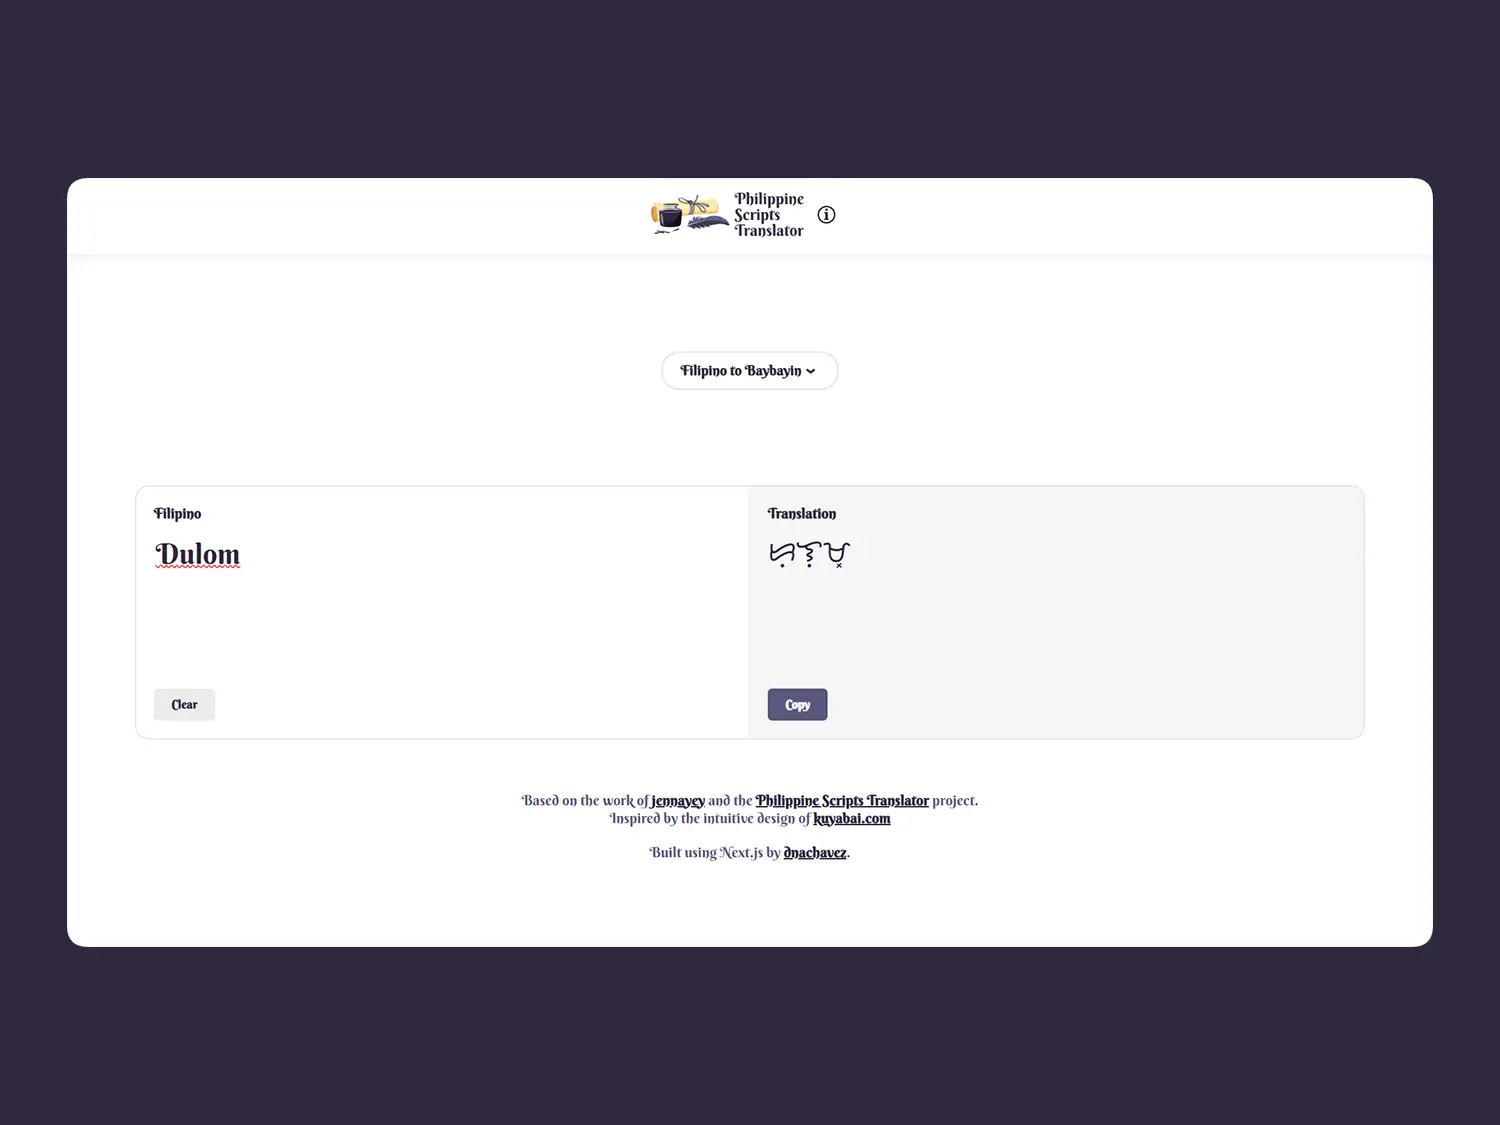 Philippine
Scripts
Translator
Filipino to Baybayin
Filipino
Dulom
Clear
Translation
ᜇᜓᜎᜓᜋ᜔
Copy
Based on the work of jennayey and the Philippine Scripts Translator project.
Inspired by the intuitive design of kuyabai.com
Built using Next.js by dnachavez.